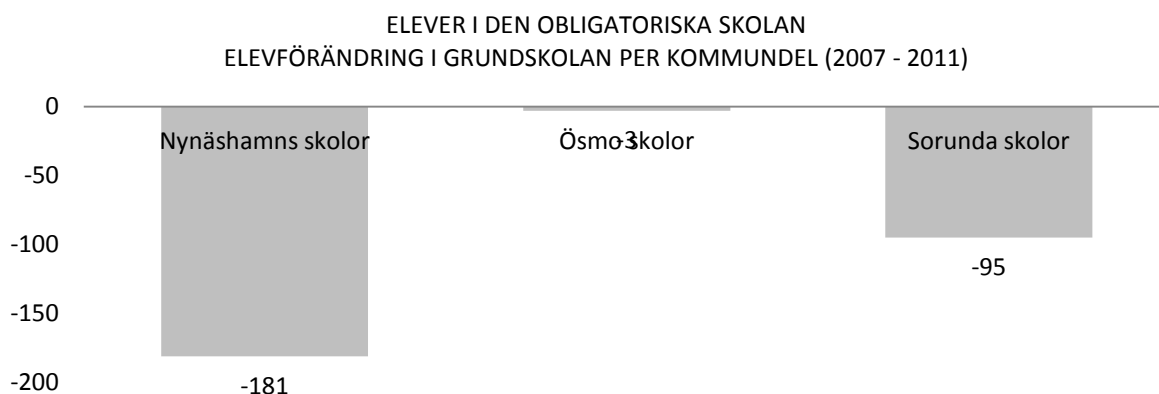 ELEVER I DEN OBLIGATORISKA SKOLAN
ELEVFÖRÄNDRING I GRUNDSKOLAN PER KOMMUNDEL (2007 - 2011)
0
Nynäshamns skolor
Ösmo skolor
-3
Sorunda skolor
-50
-100
-95
-150
-200
-181